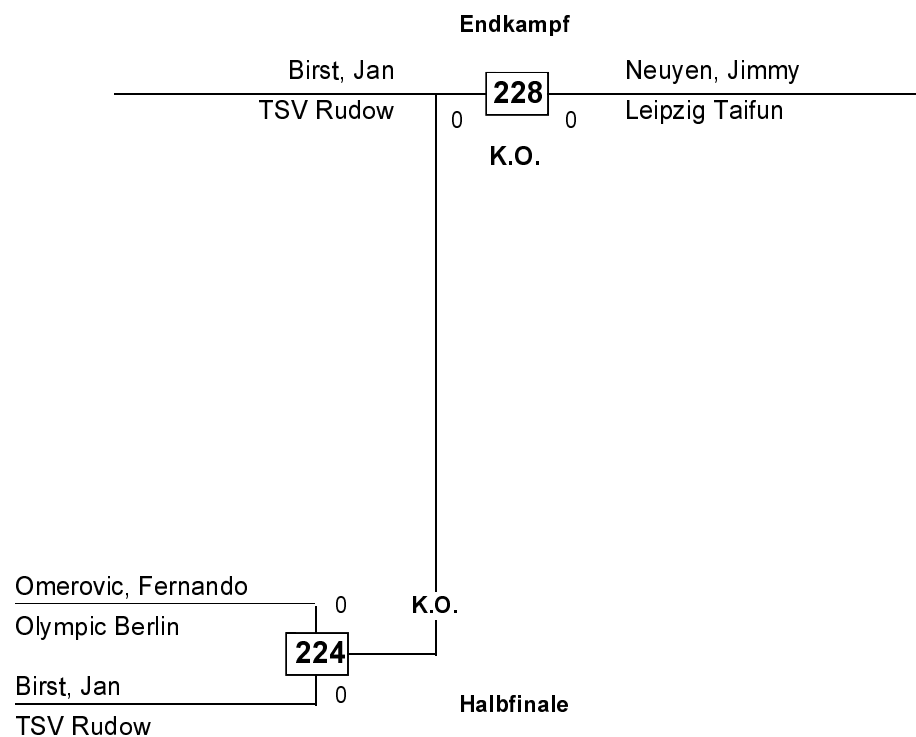 Endkampf
Birst, Jan
TSV Rudow
0
228
0
Neuyen, Jimmy
Leipzig Taifun
K.O.
Omerovic, Fernando
Olympic Berlin
0
K.O.
224
Birst, Jan
TSV Rudow
0
Halbfinale